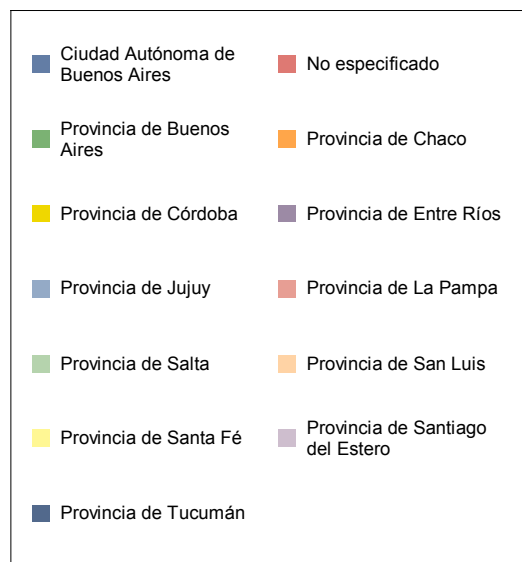 Ciudad Autónoma de
Buenos Aires
No especificado
Provincia de Buenos
Aires
Provincia de Chaco
Provincia de Córdoba
Provincia de Entre Ríos
Provincia de Jujuy
Provincia de La Pampa
Provincia de Salta
Provincia de San Luis
Provincia de Santa Fé
Provincia de Santiago
del Estero
Provincia de Tucumán